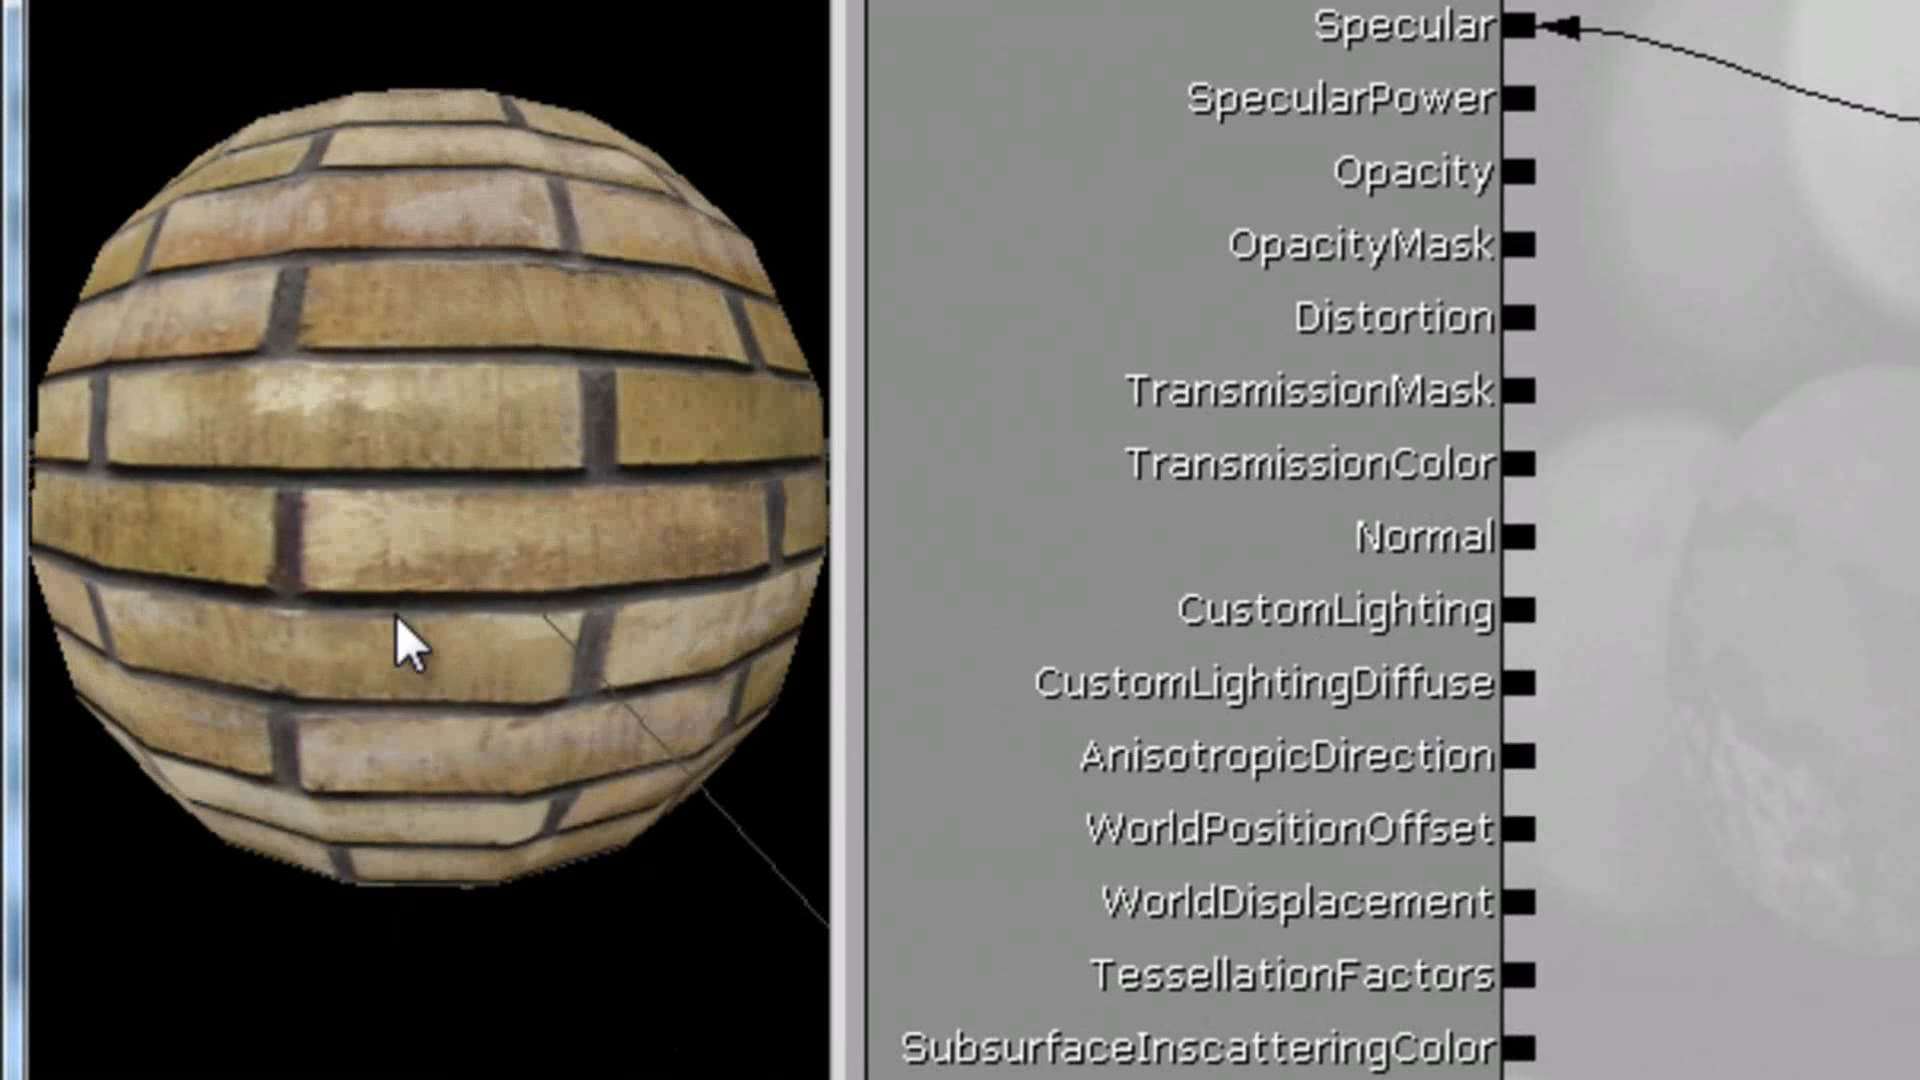 Specular
SpecularPower
Opacity
OpacityMask
Distortion
TransmissionMask
TransmissionColor
Normal
CustomLighting
CustomLightingDiffuse
AnisotropicDirection
WorldPositionOffset
WorldDisplacement
TessellationFactors
SubsurfaceInscatteringColor